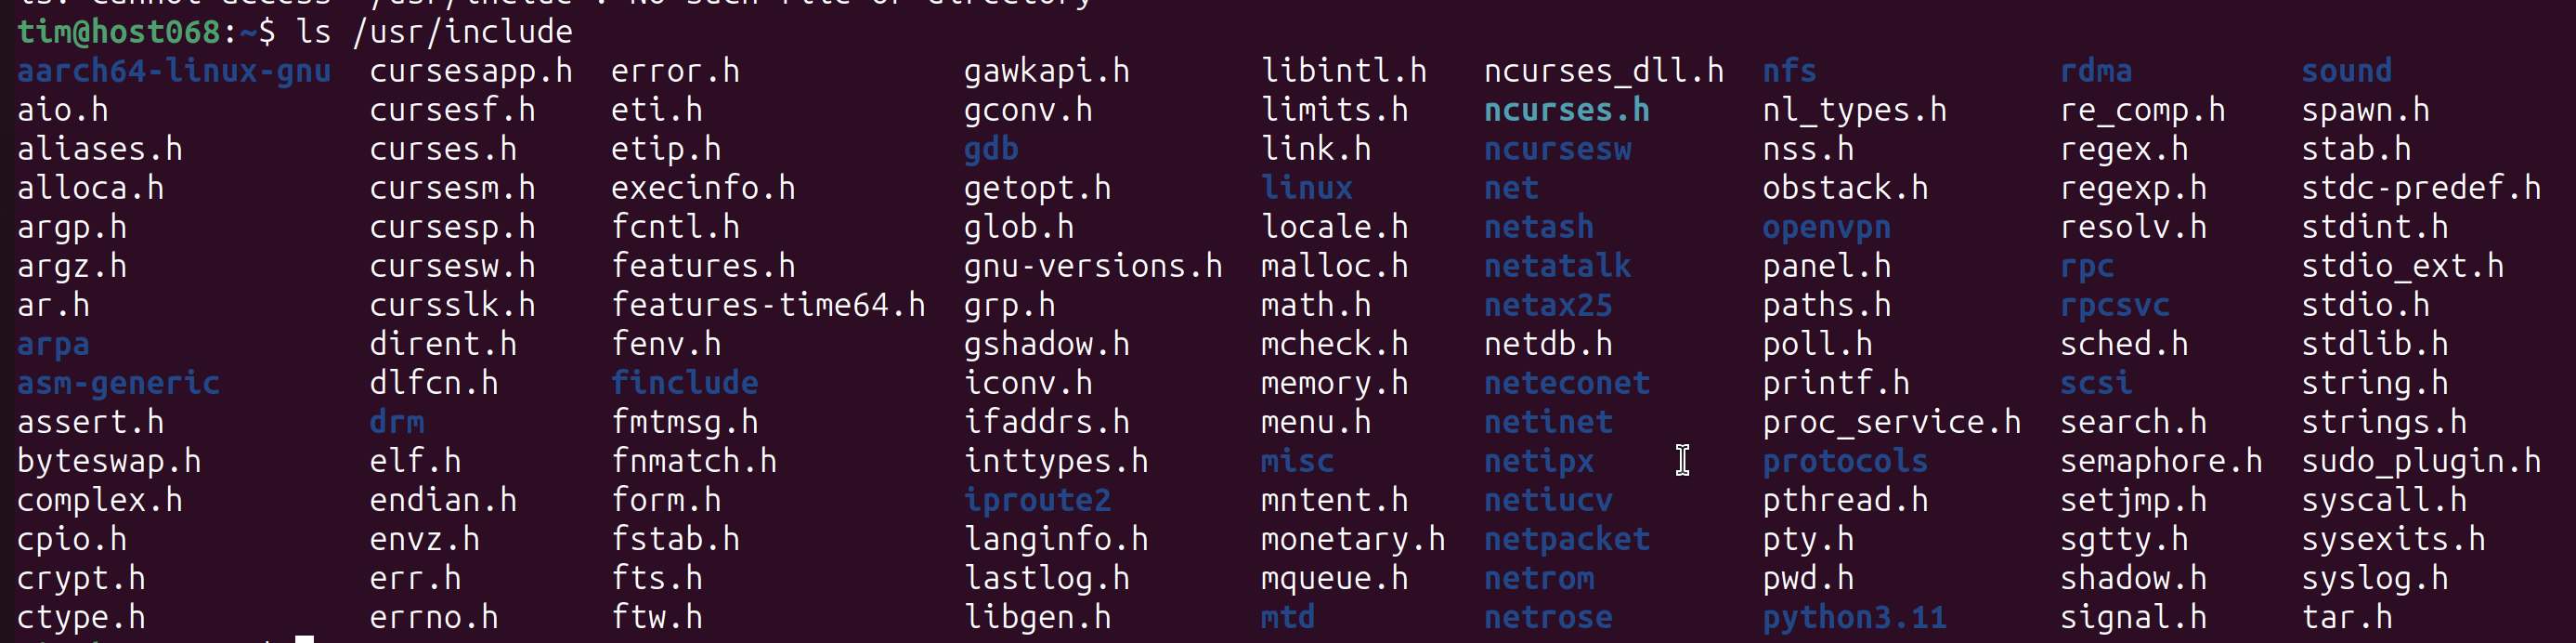 ls: cannot access '/usr/include': No such file or directory
tim@host068:~$ ls /usr/include
aarch64-linux-gnu cursesapp.h error.h gawkapi.h libintl.h ncurses_dll.h nfs rdma sound
aio.h cursesf.h eti.h gconv.h limits.h ncurses.h nl_types.h re_comp.h spawn.h
aliases.h curses.h etip.h gdb link.h ncursesw nss.h regex.h stab.h
alloca.h cursesm.h execinfo.h getopt.h linux net obstack.h regexp.h stdc-predef.h
argp.h cursesp.h fcntl.h glob.h locale.h netash openvpn resolv.h stdint.h
argz.h cursesw.h features.h gnu-versions.h malloc.h netatalk panel.h rpc stdio_ext.h
ar.h cursslk.h features-time64.h grp.h math.h netax25 paths.h rpcsvc stdio.h
arpa dirent.h fenv.h gshadow.h mcheck.h netdb.h poll.h sched.h stdlib.h
asm-generic dlfcn.h finclude iconv.h memory.h neteconet printf.h scsi string.h
assert.h drm fmtmsg.h ifaddrs.h menu.h netinet proc_service.h search.h strings.h
byteswap.h elf.h fnmatch.h inttypes.h misc netipx protocols semaphore.h sudo_plugin.h
complex.h endian.h form.h iproute2 mntent.h netiucv pthread.h setjmp.h syscall.h
cpio.h envz.h fstab.h langinfo.h monetary.h netpacket pty.h sgtty.h sysexits.h
crypt.h err.h fts.h lastlog.h mqueue.h netrom pwd.h shadow.h syslog.h
ctype.h errno.h ftw.h libgen.h mtd netrose python3.11 signal.h tar.h